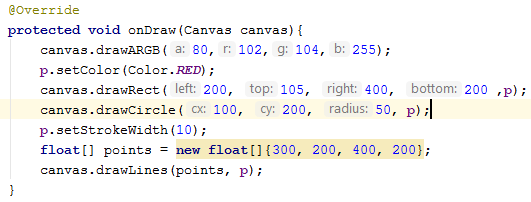 @Override
protected void onDraw(Canvas canvas){
canvas.drawARGB( a: 80, r: 102, g: 104, b: 255);
p.setColor(Color.RED);
canvas.drawRect( left: 200, top: 105, right: 400, bottom: 200 ,p);
canvas.drawCircle( cx: 100, cy: 200, radius: 50, p);
p.setStrokeWidth(10);
float[] points = new float[]{300, 200, 400, 200};
canvas.drawLines(points, p);
}